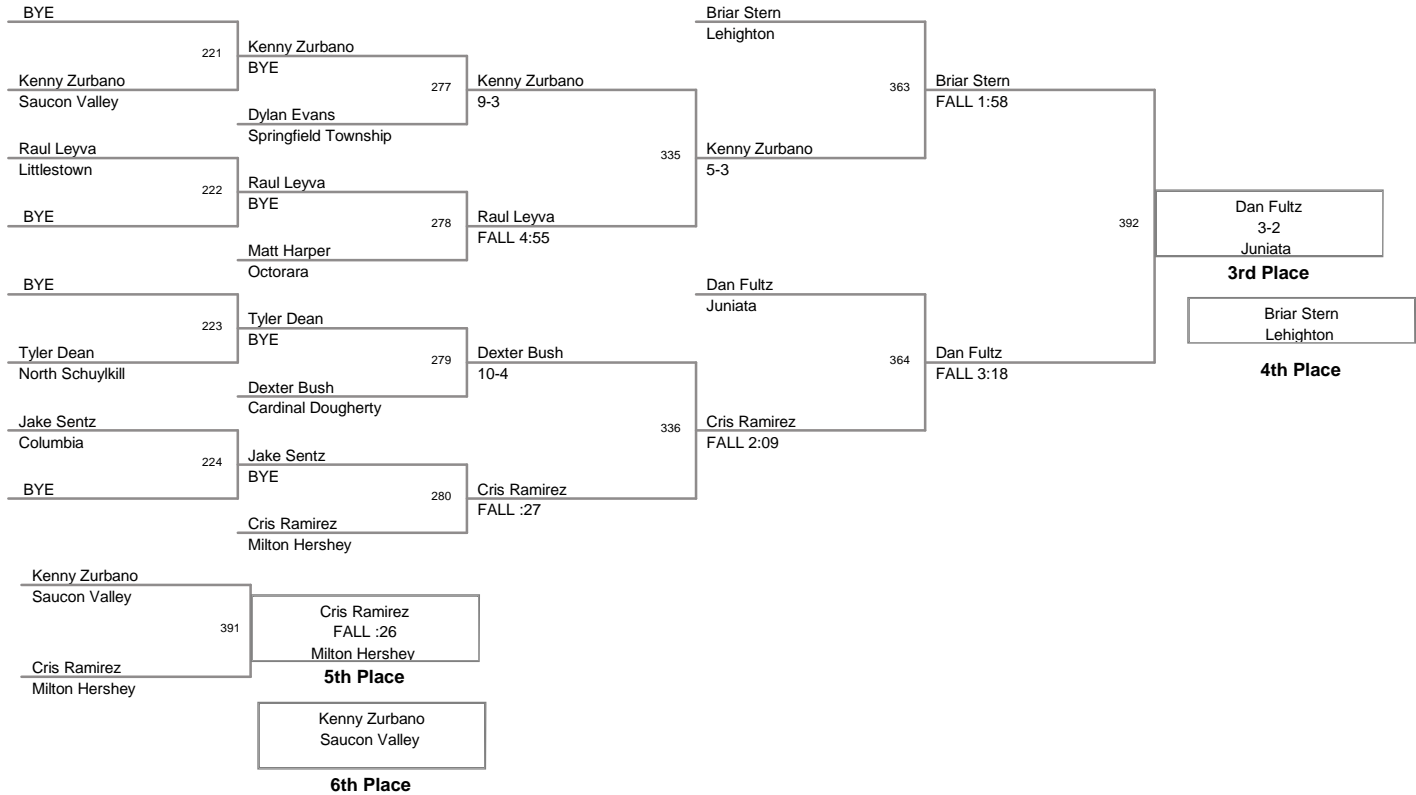 BYE
221
Kenny Zurbano
Saucon Valley
Raul Leyva
Littlestown
222
BYE
BYE
223
Tyler Dean
North Schuylkill
Jake Sentz
Columbia
224
BYE
Kenny Zurbano
BYE
277
Dylan Evans
Springfield Township
Raul Leyva
BYE
278
Matt Harper
Octorara
Tyler Dean
BYE
279
Dexter Bush
Cardinal Dougherty
Jake Sentz
BYE
280
Cris Ramirez
Milton Hershey
Kenny Zurbano
9-3
335
Raul Leyva
FALL 4:55
Dexter Bush
10-4
336
Cris Ramirez
FALL :27
Briar Stern
Lehighton
363
Kenny Zurbano
5-3
Dan Fultz
Juniata
364
Cris Ramirez
FALL 2:09
Briar Stern
FALL 1:58
392
Dan Fultz
FALL 3:18
Dan Fultz
3-2
Juniata
3rd Place
Briar Stern
Lehighton
4th Place
Kenny Zurbano
Saucon Valley
391
Cris Ramirez
Milton Hershey
Cris Ramirez
FALL :26
Milton Hershey
5th Place
Kenny Zurbano
Saucon Valley
6th Place